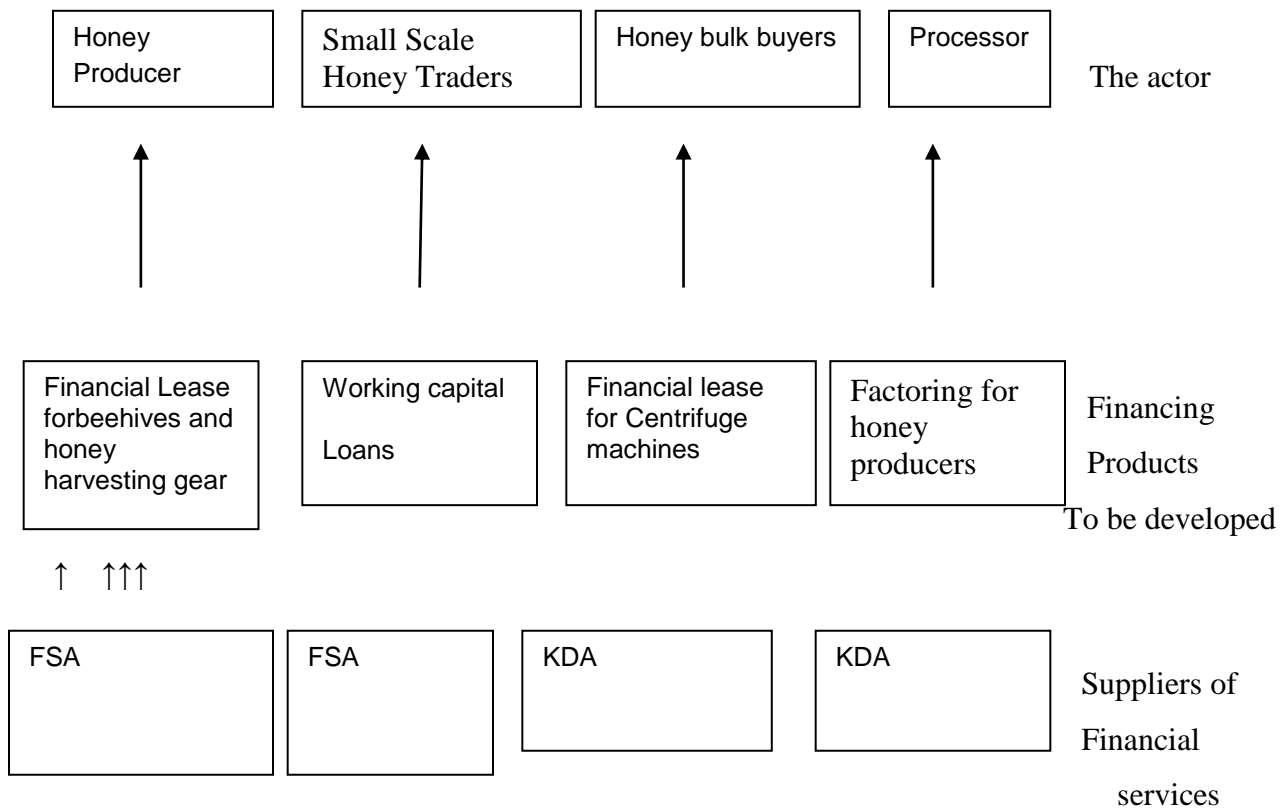 Honey
Producer
Small Scale
Honey Traders
Honey bulk buyers
Processor
The actor
Financial Lease
forbeehives and
honey
harvesting gear
Working capital
Loans
Financial lease
for Centrifuge
machines
Factoring for
honey
producers
Financing
Products
To be developed
↑ ↑↑↑
FSA
FSA
KDA
KDA
Suppliers of
Financial
services